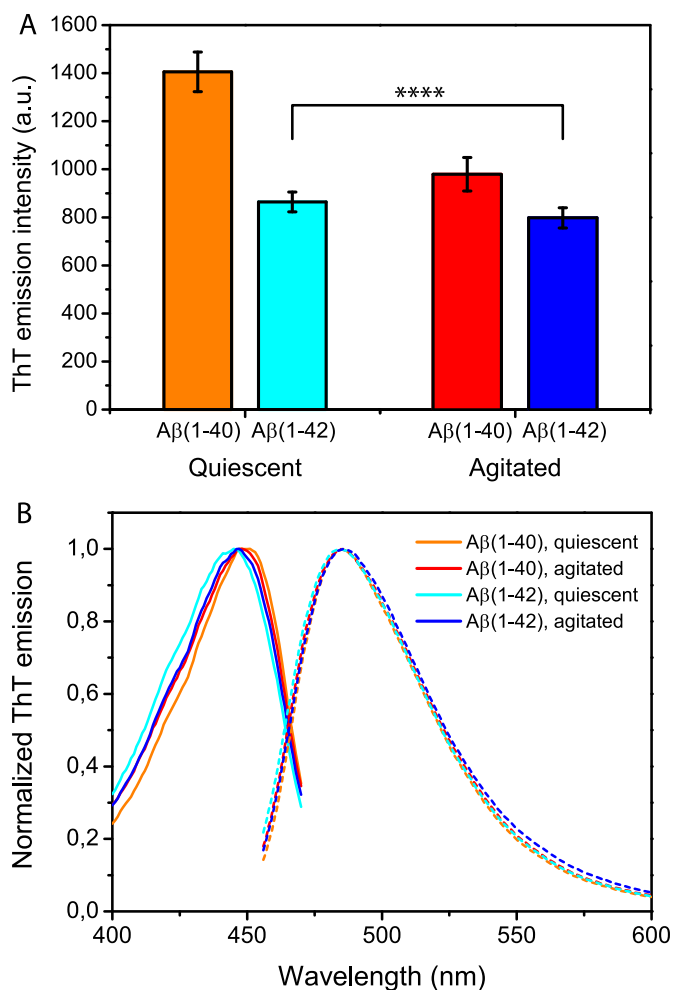 A
ThT emission intensity (a.u.)
1600
1400
1200
1000
800
600
400
200
0
****
Aβ(1-40) Aβ(1-42) Aβ(1-40) Aβ(1-42)
Quiescent Agitated
B
Normalized ThT emission
1,0
0,8
0,6
0,4
0,2
0,0
Aβ(1-40), quiescent
Aβ(1-40), agitated
Aβ(1-42), quiescent
Aβ(1-42), agitated
400 450 500 550 600
Wavelength (nm)